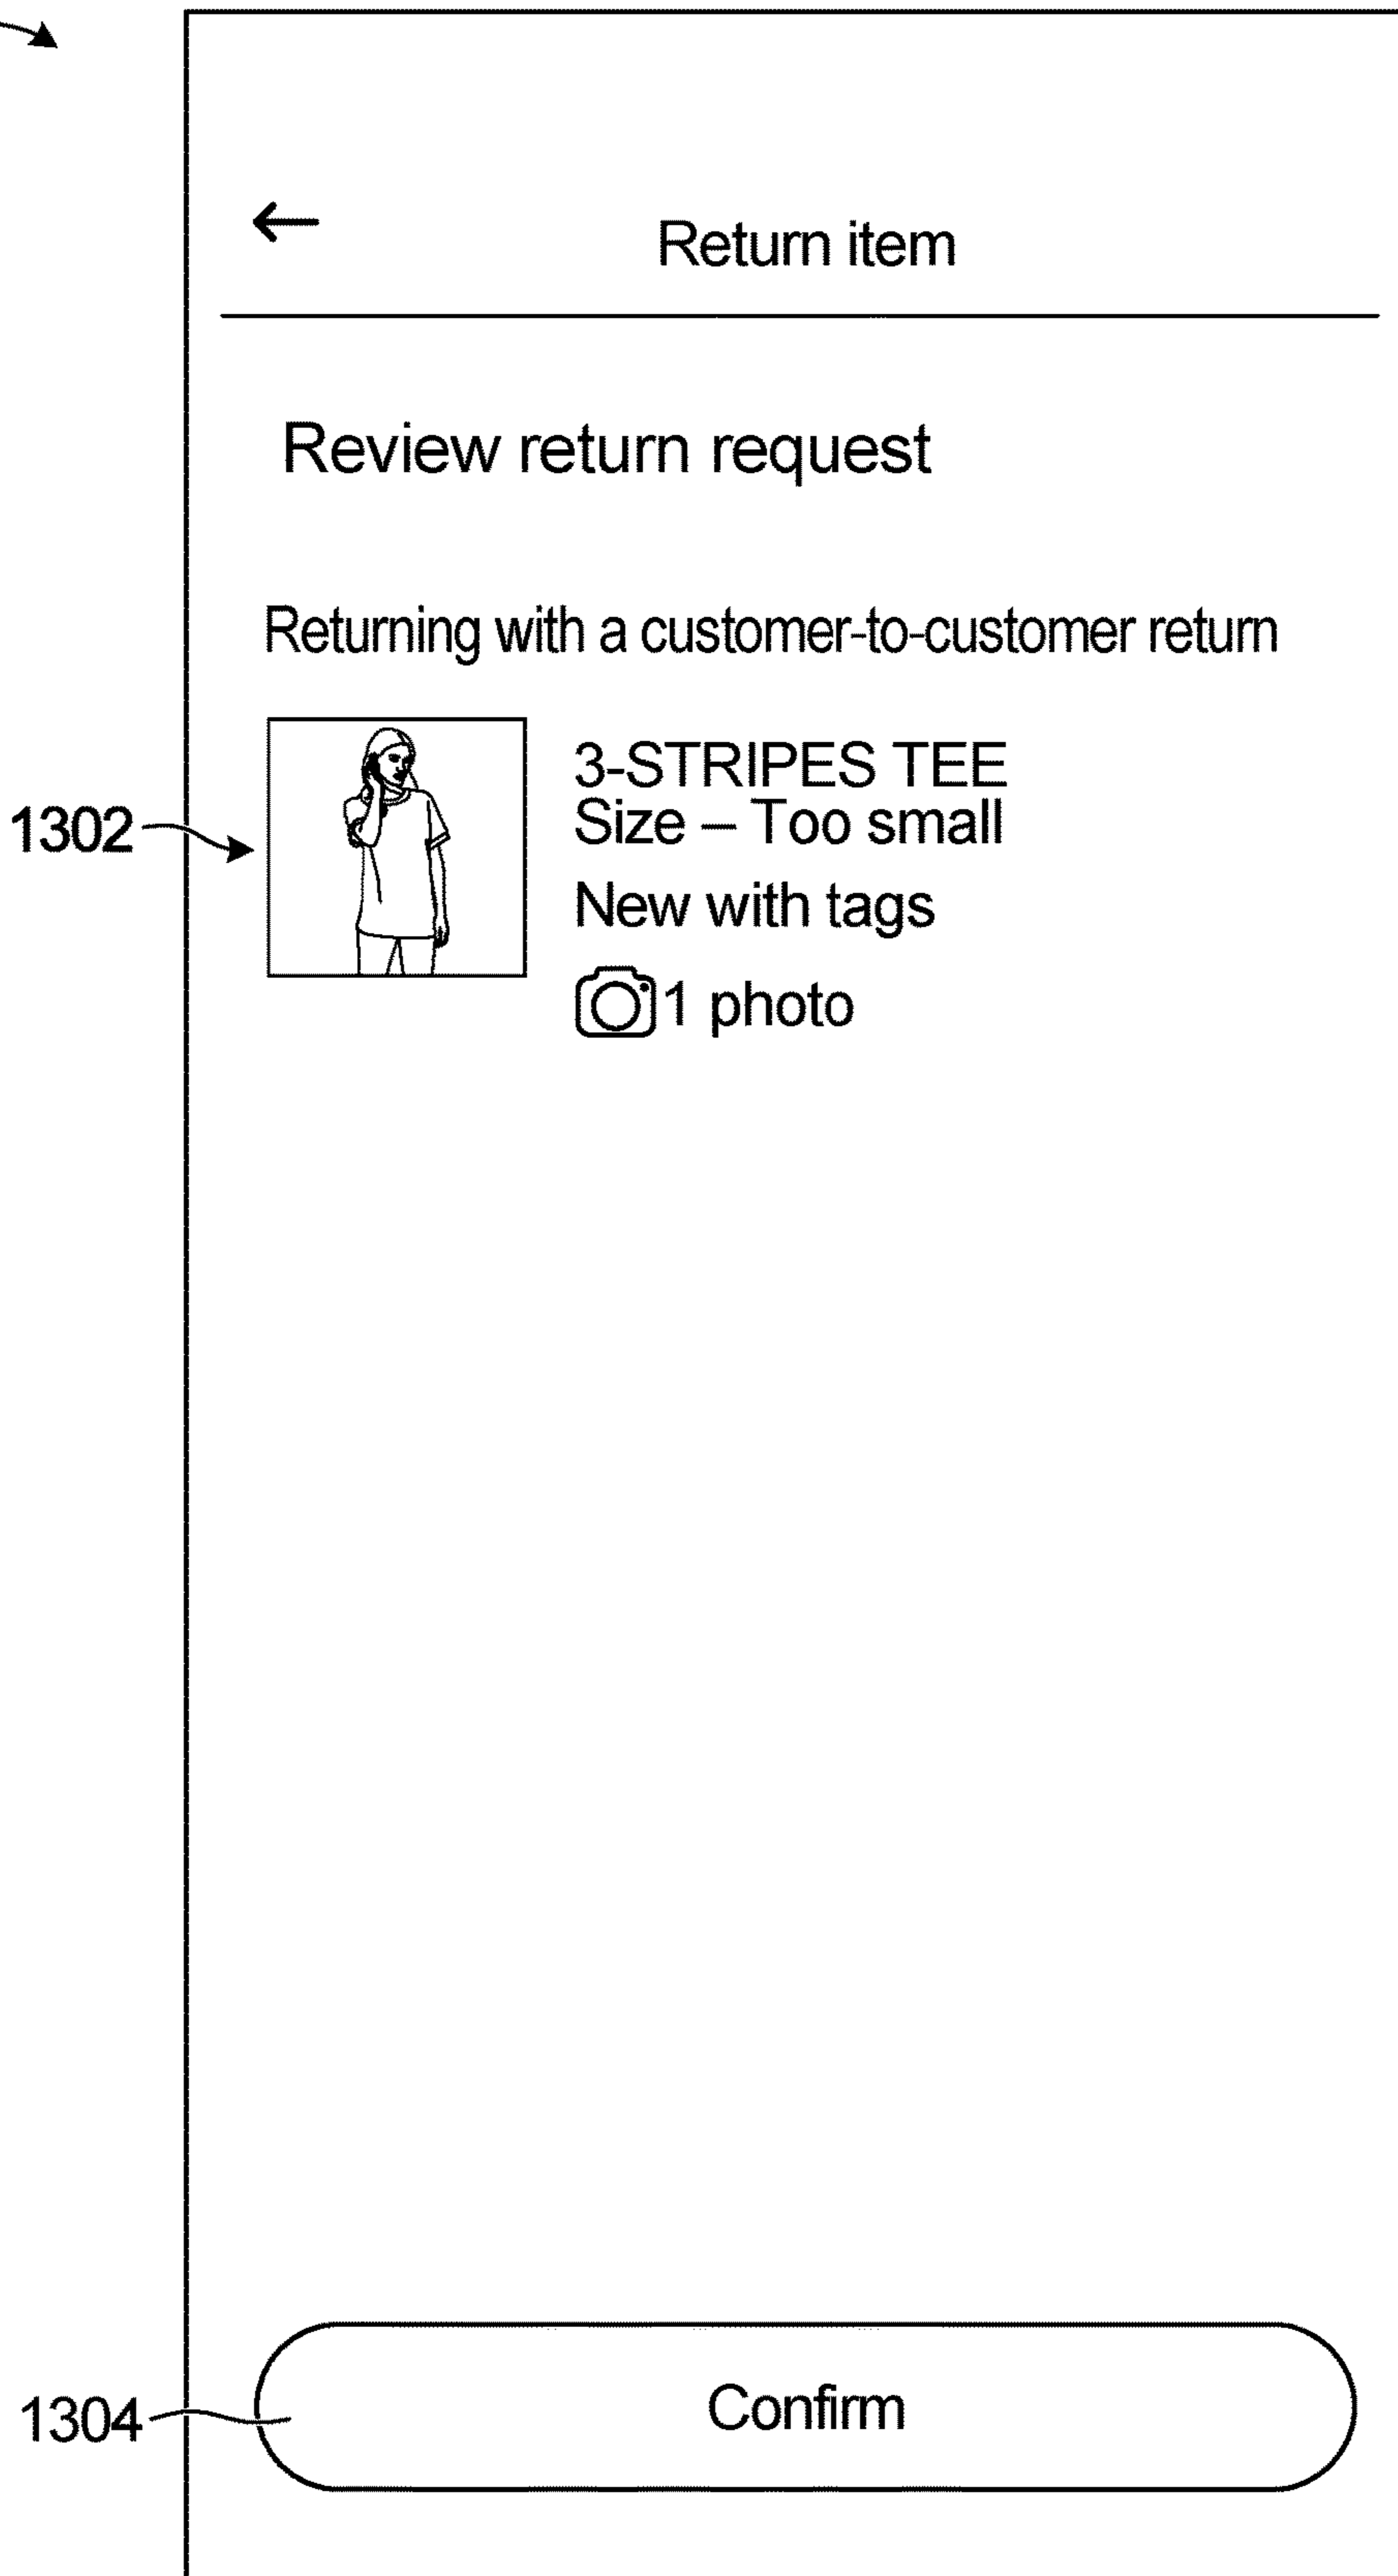 Return item
Review return request
Returning with a customer-to-customer return
3-STRIPES TEE
Size – Too small
1302
New with tags
1 photo
1304
Confirm